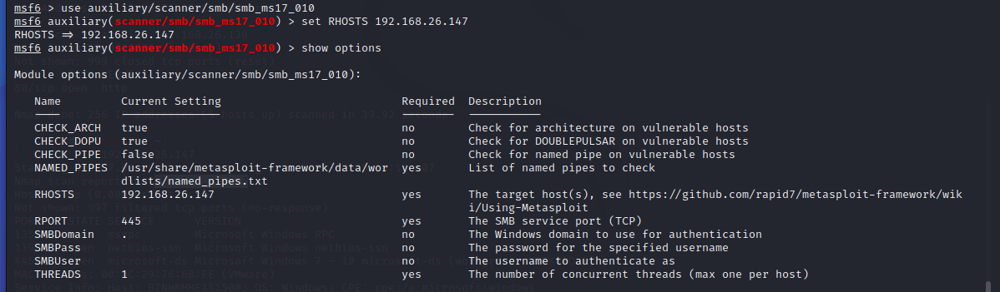 msf6 > use auxiliary/scanner/smb/smb_ms17_010
msf6 auxiliary(scanner/smb/smb_ms17_010) > set RHOSTS 192.168.26.147
RHOSTS => 192.168.26.147
msf6 auxiliary(scanner/smb/smb_ms17_010) > show options
Module options (auxiliary/scanner/smb/smb_ms17_010):
Name Current Setting Required Description
CHECK_ARCH true no Check for architecture on vulnerable hosts
CHECK_DOPU true no Check for DOUBLEPULSAR on vulnerable hosts
CHECK_PIPE false no Check for named pipe on vulnerable hosts
NAMED_PIPES /usr/share/metasploit-framework/data/wor yes List of named pipes to check
dlists/named_pipes.txt
RHOSTS 192.168.26.147 yes The target host(s), see https://github.com/rapid7/metasploit-framework/wik
i/Using-Metasploit
RPORT 445 yes The SMB service port (TCP)
SMBDomain . no The Windows domain to use for authentication
SMBPass no The password for the specified username
SMBUser no The username to authenticate as
THREADS 1 yes The number of concurrent threads (max one per host)